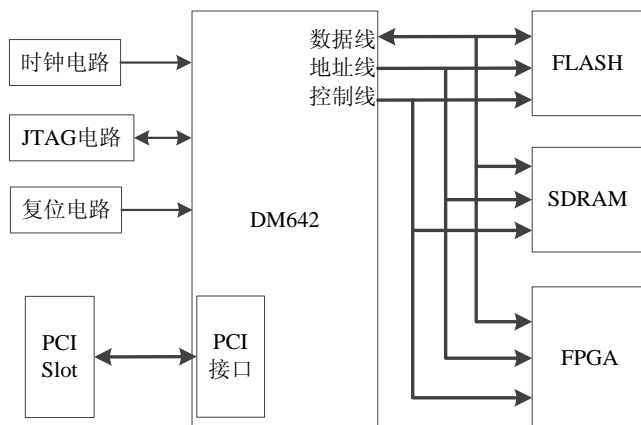 时钟电路
JTAG电路
复位电路
PCI
Slot
PCI
接口
DM642
数据线
地址线
控制线
FLASH
SDRAM
FPGA